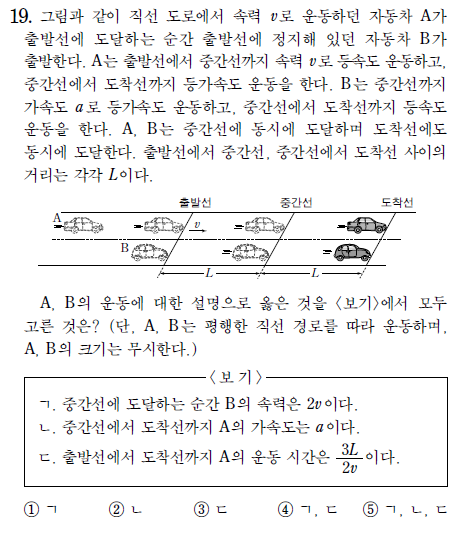 19. 그림과 같이 직선 도로에서 속력 v로 운동하던 자동차 A가
출발선에 도달하는 순간 출발선에 정지해 있던 자동차 B가
출발한다. A는 출발선에서 중간선까지 속력 v로 등속도 운동하고,
중간선에서 도착선까지 등가속도 운동을 한다. B는 중간선까지
가속도 a로 등가속도 운동하고, 중간선에서 도착선까지 등속도
운동을 한다. A, B는 중간선에 동시에 도달하며 도착선에도
동시에 도달한다. 출발선에서 중간선, 중간선에서 도착선 사이의
거리는 각각 L이다.
출발선 중간선 도착선
A v
B
L L
A, B의 운동에 대한 설명으로 옳은 것을 <보기>에서 모두
고른 것은? (단, A, B는 평행한 직선 경로를 따라 운동하며,
A, B의 크기는 무시한다.)
<보 기>
ㄱ. 중간선에 도달하는 순간 B의 속력은 2v이다.
ㄴ. 중간선에서 도착선까지 A의 가속도는 a이다.
ㄷ. 출발선에서 도착선까지 A의 운동 시간은 3L/2v 이다.
① ㄱ ② ㄴ ③ ㄷ ④ ㄱ, ㄷ ⑤ ㄱ, ㄴ, ㄷ